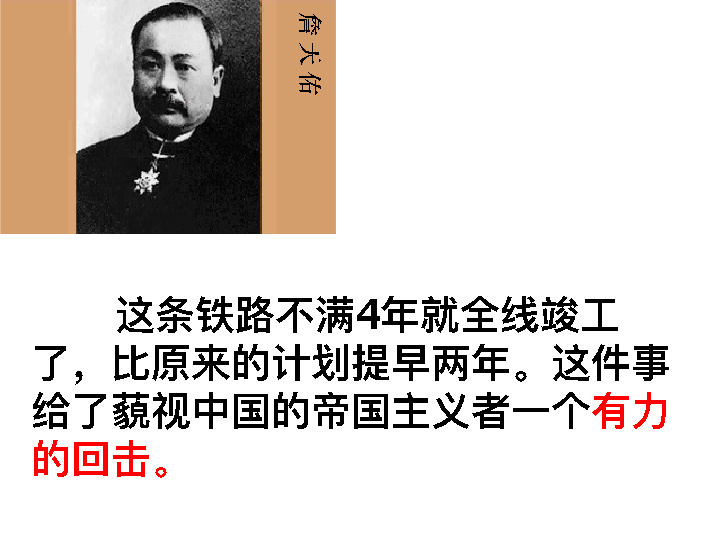 詹天佑
这条铁路不满4年就全线竣工
了，比原来的计划提早两年。这件事
给了藐视中国的帝国主义者一个有力
的回击。